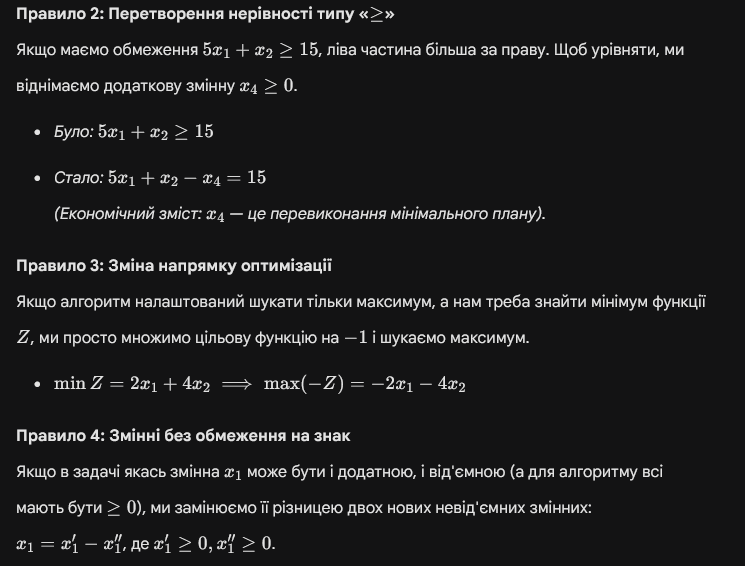 Правило 2: Перетворення нерівності типу «≥»
Якщо маємо обмеження 5x₁ + x₂ ≥ 15, ліва частина більша за праву. Щоб урівняти, ми
віднімаємо додаткову змінну x₄ ≥ 0.
• Було: 5x₁ + x₂ ≥ 15
• Стало: 5x₁ + x₂ − x₄ = 15
(Економічний зміст: x₄ — це перевиконання мінімального плану).
Правило 3: Зміна напрямку оптимізації
Якщо алгоритм налаштований шукати тільки максимум, а нам треба знайти мінімум функції
Z, ми просто множимо цільову функцію на −1 і шукаємо максимум.
• min Z = 2x₁ + 4x₂ ⟹ max(−Z) = −2x₁ − 4x₂
Правило 4: Змінні без обмеження на знак
Якщо в задачі якась змінна x₁ може бути і додатною, і від'ємною (а для алгоритму всі
мають бути ≥ 0), ми замінюємо її різницею двох нових невід'ємних змінних:
x₁ = x₁′ − x₁″, де x₁′ ≥ 0, x₁″ ≥ 0.